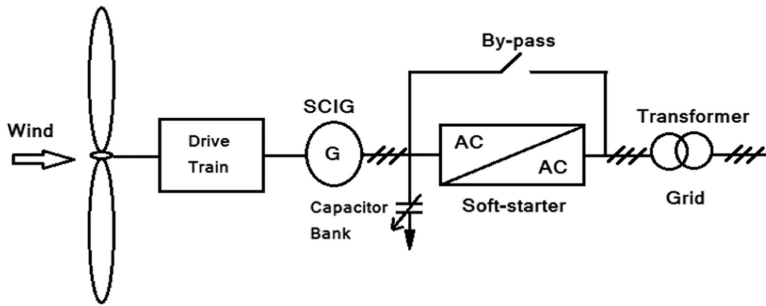 By-pass
SCIG
Transformer
Wind
Drive
Train
G
AC
AC
Capacitor
Bank
Soft-starter
Grid